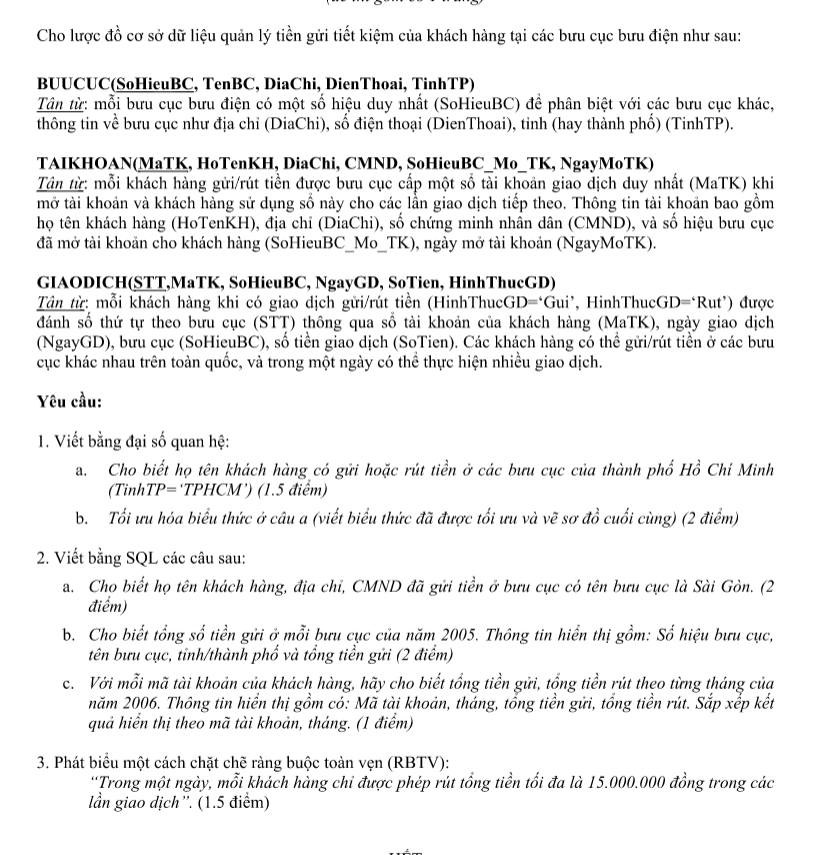 Cho lược đồ cơ sở dữ liệu quản lý tiền gửi tiết kiệm của khách hàng tại các bưu cục bưu điện như sau:
BUUCUC(SoHieuBC, TenBC, DiaChi, DienThoai, TinhTP)
Tân từ: mỗi bưu cục bưu điện có một số hiệu duy nhất (SoHieuBC) để phân biệt với các bưu cục khác,
thông tin về bưu cục như địa chỉ (DiaChi), số điện thoại (DienThoai), tỉnh (hay thành phố) (TinhTP).
TAIKHOAN(MaTK, HoTenKH, DiaChi, CMND, SoHieuBC_Mo_TK, NgayMoTK)
Tân từ: mỗi khách hàng gửi/rút tiền được bưu cục cấp một số tài khoản giao dịch duy nhất (MaTK) khi
mở tài khoản và khách hàng sử dụng số này cho các lần giao dịch tiếp theo. Thông tin tài khoản bao gồm
họ tên khách hàng (HoTenKH), địa chỉ (DiaChi), số chứng minh nhân dân (CMND), và số hiệu bưu cục
đã mở tài khoản cho khách hàng (SoHieuBC_Mo_TK), ngày mở tài khoản (NgayMoTK).
GIAODICH(STT,MaTK, SoHieuBC, NgayGD, SoTien, HinhThucGD)
Tân từ: mỗi khách hàng khi có giao dịch gửi/rút tiền (HinhThucGD=‘Gui’, HinhThucGD=‘Rut’) được
đánh số thứ tự theo bưu cục (STT) thông qua số tài khoản của khách hàng (MaTK), ngày giao dịch
(NgayGD), bưu cục (SoHieuBC), số tiền giao dịch (SoTien). Các khách hàng có thể gửi/rút tiền ở các bưu
cục khác nhau trên toàn quốc, và trong một ngày có thể thực hiện nhiều giao dịch.
Yêu cầu:
1. Viết bằng đại số quan hệ:
a. Cho biết họ tên khách hàng có gửi hoặc rút tiền ở các bưu cục của thành phố Hồ Chí Minh
(TinhTP= ‘TPHCM’) (1.5 điểm)
b. Tối ưu hóa biểu thức ở câu a (viết biểu thức đã được tối ưu và vẽ sơ đồ cuối cùng) (2 điểm)
2. Viết bằng SQL các câu sau:
a. Cho biết họ tên khách hàng, địa chỉ, CMND đã gửi tiền ở bưu cục có tên bưu cục là Sài Gòn. (2
điểm)
b. Cho biết tổng số tiền gửi ở mỗi bưu cục của năm 2005. Thông tin hiển thị gồm: Số hiệu bưu cục,
tên bưu cục, tỉnh/thành phố và tổng tiền gửi (2 điểm)
c. Với mỗi mã tài khoản của khách hàng, hãy cho biết tổng tiền gửi, tổng tiền rút theo từng tháng của
năm 2006. Thông tin hiển thị gồm có: Mã tài khoản, tháng, tổng tiền gửi, tổng tiền rút. Sắp xếp kết
quả hiển thị theo mã tài khoản, tháng. (1 điểm)
3. Phát biểu một cách chặt chẽ ràng buộc toàn vẹn (RBTV):
“Trong một ngày, mỗi khách hàng chỉ được phép rút tổng tiền tối đa là 15.000.000 đồng trong các
lần giao dịch”. (1.5 điểm)